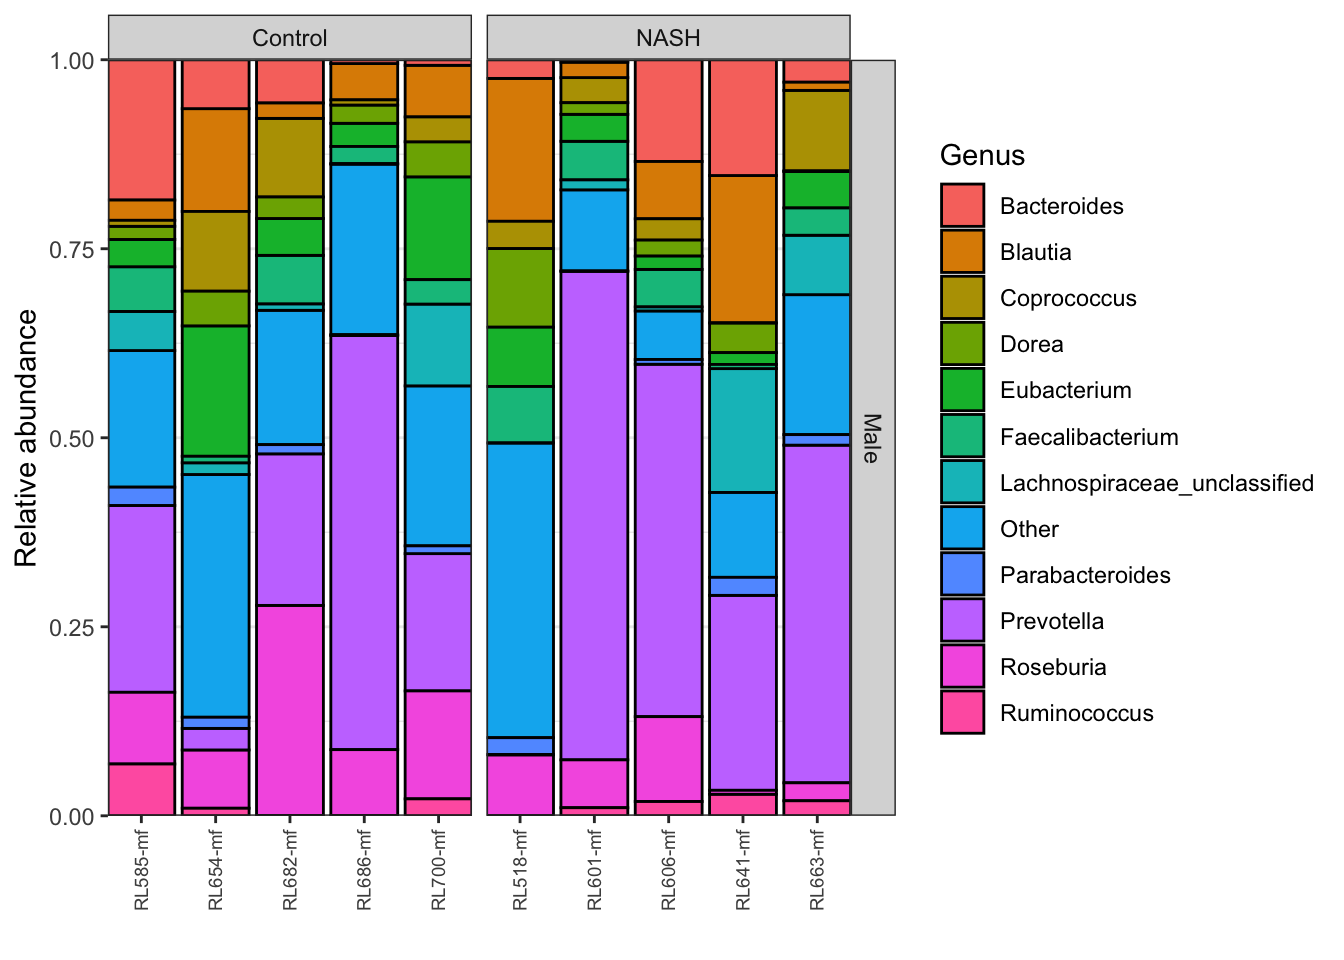 Control
NASH
1.00
0.75
0.50
0.25
0.00
Relative abundance
Male
RL585-mf
RL654-mf
RL682-mf
RL686-mf
RL700-mf
RL518-mf
RL601-mf
RL606-mf
RL641-mf
RL663-mf
Genus
Bacteroides
Blautia
Coprococcus
Dorea
Eubacterium
Faecalibacterium
Lachnospiraceae_unclassified
Other
Parabacteroides
Prevotella
Roseburia
Ruminococcus